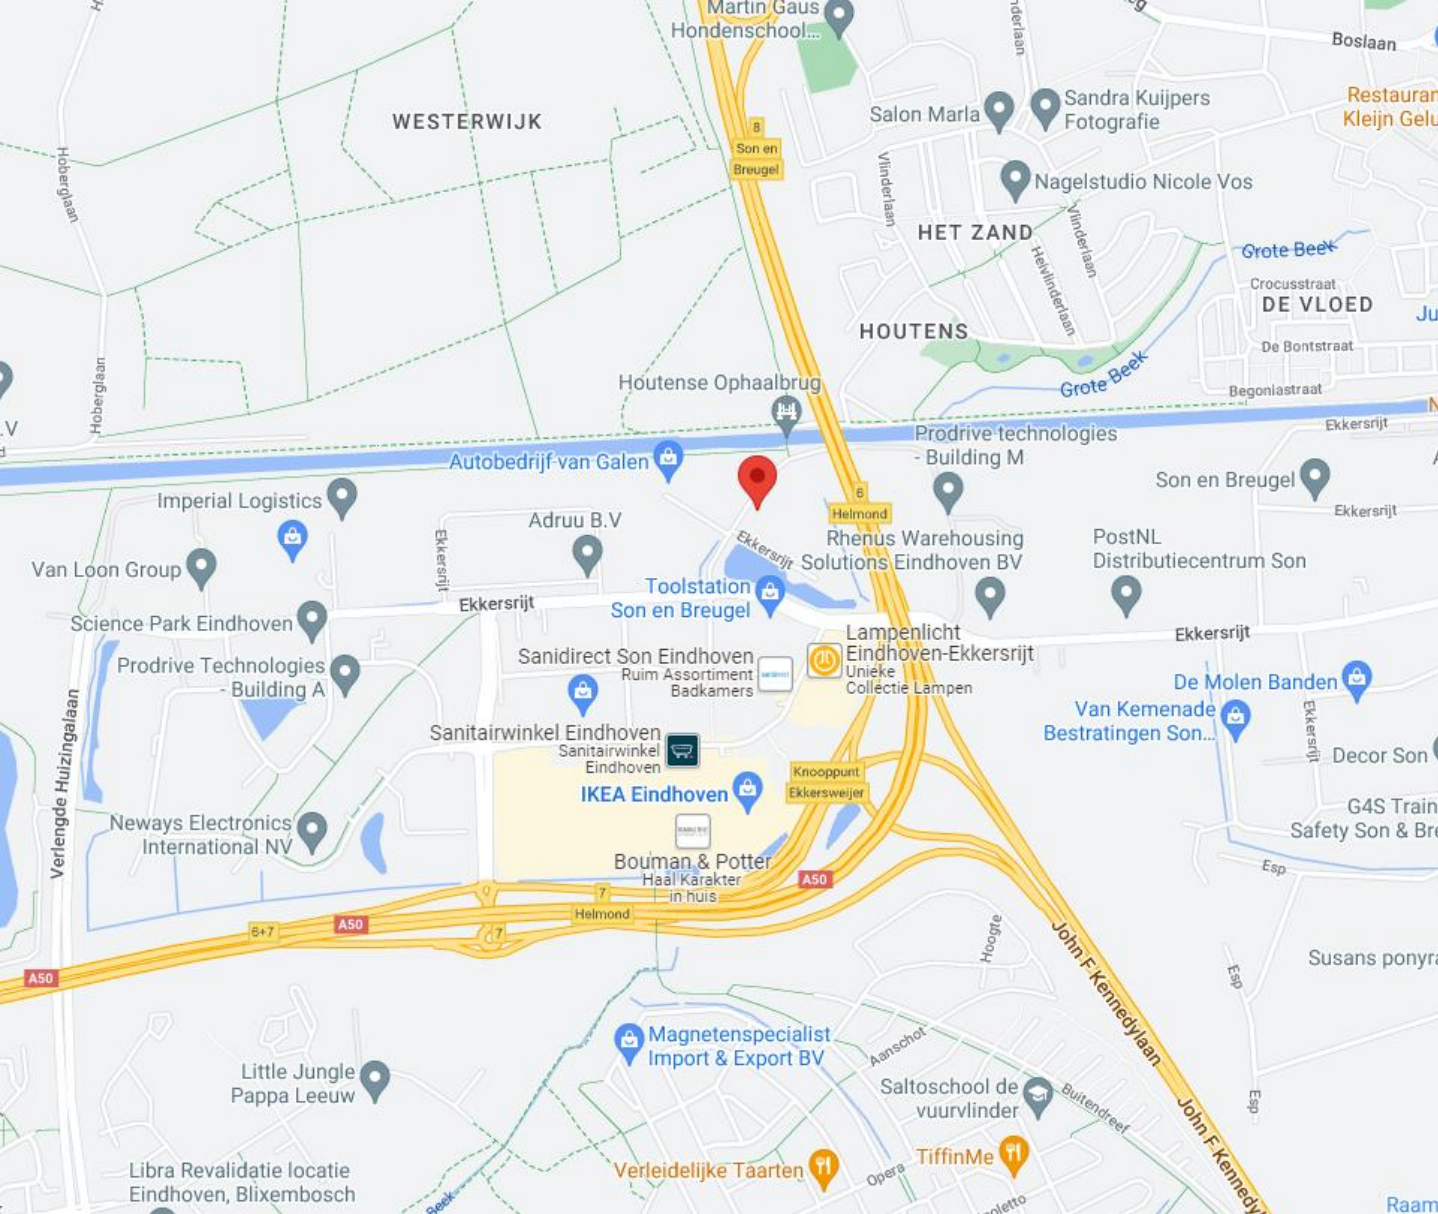 Martin Gaus
Hondenschool...
Boslaan
Restauran
Kleijn Gelu
Salon Marla
Sandra Kuijpers
Fotografie
WESTERWIJK
8
Son en
Breugel
Hoberglaan
Vlinderlaan
Nagelstudio Nicole Vos
HET ZAND
Vlinderlaan
Heivlinderlaan
Grote Beek
Crocusstraat
DE VLOED
HOUTENS
De Bontstraat
Grote Beek
Begoniastraat
Hoberglaan
Houtense Ophaalbrug
Ekkersrijt
Prodrive technologies
- Building M
Autobedrijf van Galen
Son en Breugel
Imperial Logistics
6
Helmond
Ekkersrijt
Adruu B.V
Ekkersrijt
Ekkersrijt
Rhenus Warehousing
Solutions Eindhoven BV
PostNL
Distributiecentrum Son
Van Loon Group
Toolstation
Son en Breugel
Ekkersrijt
Science Park Eindhoven
Lampenlicht
Eindhoven-Ekkersrijt
Unieke
Collectie Lampen
Ekkersrijt
Sanidirect Son Eindhoven
Ruim Assortiment
Badkamers
Prodrive Technologies
- Building A
De Molen Banden
Van Kemenade
Bestratingen Son...
Ekkersrijt
Sanitairwinkel Eindhoven
Sanitairwinkel
Eindhoven
Verlengde Huizingalaan
Decor Son
Knooppunt
Ekkersweijer
IKEA Eindhoven
G4S Train
Safety Son & Bre
Neways Electronics
International NV
Bouman & Potter
Haal Karakter
in huis
Esp
A50
7
Helmond
A50
6+7
7
A50
Hoogte
John F Kennedylaan
Esp
Susans ponyra
Magnetenspecialist
Import & Export BV
Aanschot
Little Jungle
Pappa Leeuw
Saltoschool de
vuurvlinder
Buitendreef
Esp
John F Kennedy
TiffinMe
Verleidelijke Taarten
Opera
Libra Revalidatie locatie
Eindhoven, Blixembosch
Beek
Raam